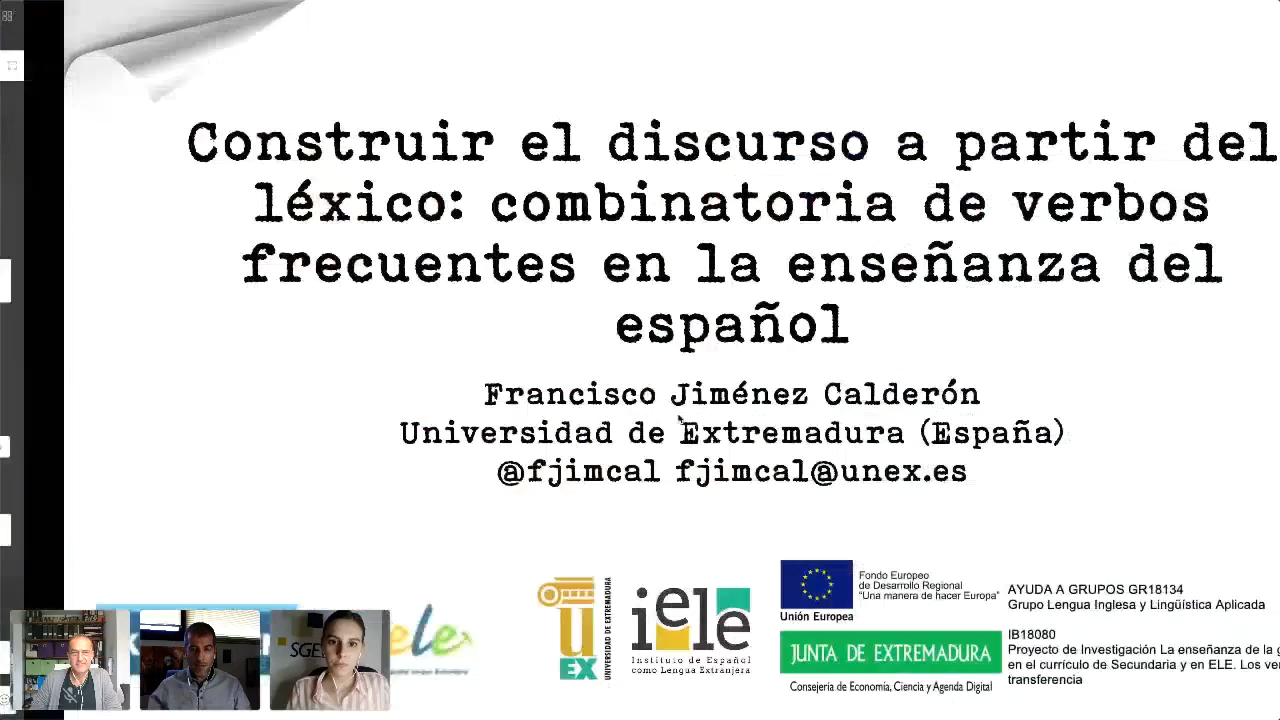 Construir el discurso a partir del
léxico: combinatoria de verbos
frecuentes en la enseñanza del
español
Francisco Jiménez Calderón
Universidad de Extremadura (España)
@fjimcal fjimcal@unex.es
UEX
UNIVERSIDAD DE EXTREMADURA
iele
Instituto de Español
como Lengua Extranjera
Unión Europea
Fondo Europeo
de Desarrollo Regional
"Una manera de hacer Europa"
JUNTA DE EXTREMADURA
Consejería de Economía, Ciencia y Agenda Digital
AYUDA A GRUPOS GR18134
Grupo Lengua Inglesa y Lingüística Aplicada
IB18080
Proyecto de Investigación La enseñanza de la g
en el currículo de Secundaria y en ELE. Los
transferencia
ele
SGE